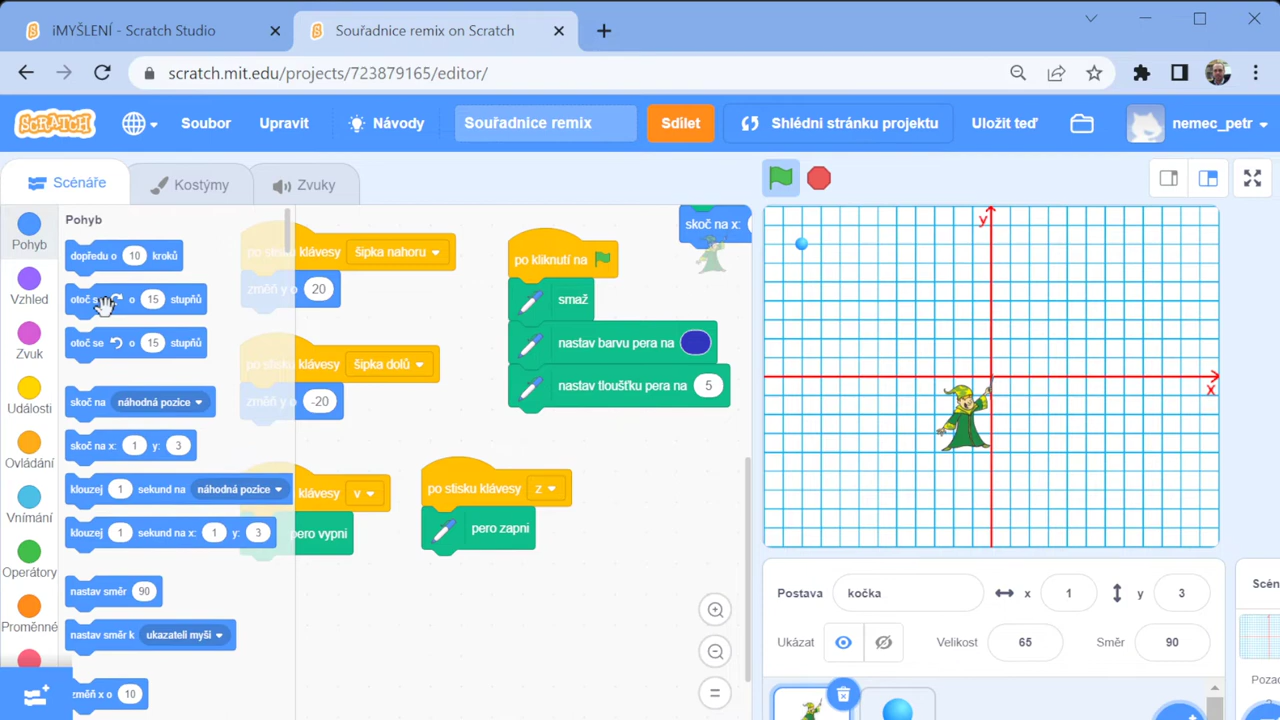 iMYŠLENÍ - Scratch Studio
Souřadnice remix on Scratch
scratch.mit.edu/projects/723879165/editor/
SCRATCH
Soubor
Upravit
Návody
Souřadnice remix
Sdílet
Shlédni stránku projektu
Uložit teď
nemec_petr
Scénáře
Kostýmy
Zvuky
Pohyb
Vzhled
Zvuk
Události
Ovládání
Vnímání
Operátory
Proměnné
Pohyb
dopředu o 10 kroků
o 15 stupňů
otoč se o 15 stupňů
skoč na náhodná pozice
skoč na x: 1 y: 3
klouzej 1 sekund na náhodná pozice
klouzej 1 sekund na x: 1 y: 3
nastav směr 90
nastav směr k ukazateli myši
změň x o 10
po stisku klávesy šipka nahoru
změň y o 20
po stisku klávesy šipka dolů
změň y o -20
klávesy v
pero vypni
po kliknutí na
smaž
nastav barvu pera na
nastav tloušťku pera na 5
po stisku klávesy z
pero zapni
skoč na x:
y
x
Postava
kočka
x 1
y 3
Ukázat
Velikost 65
Směr 90